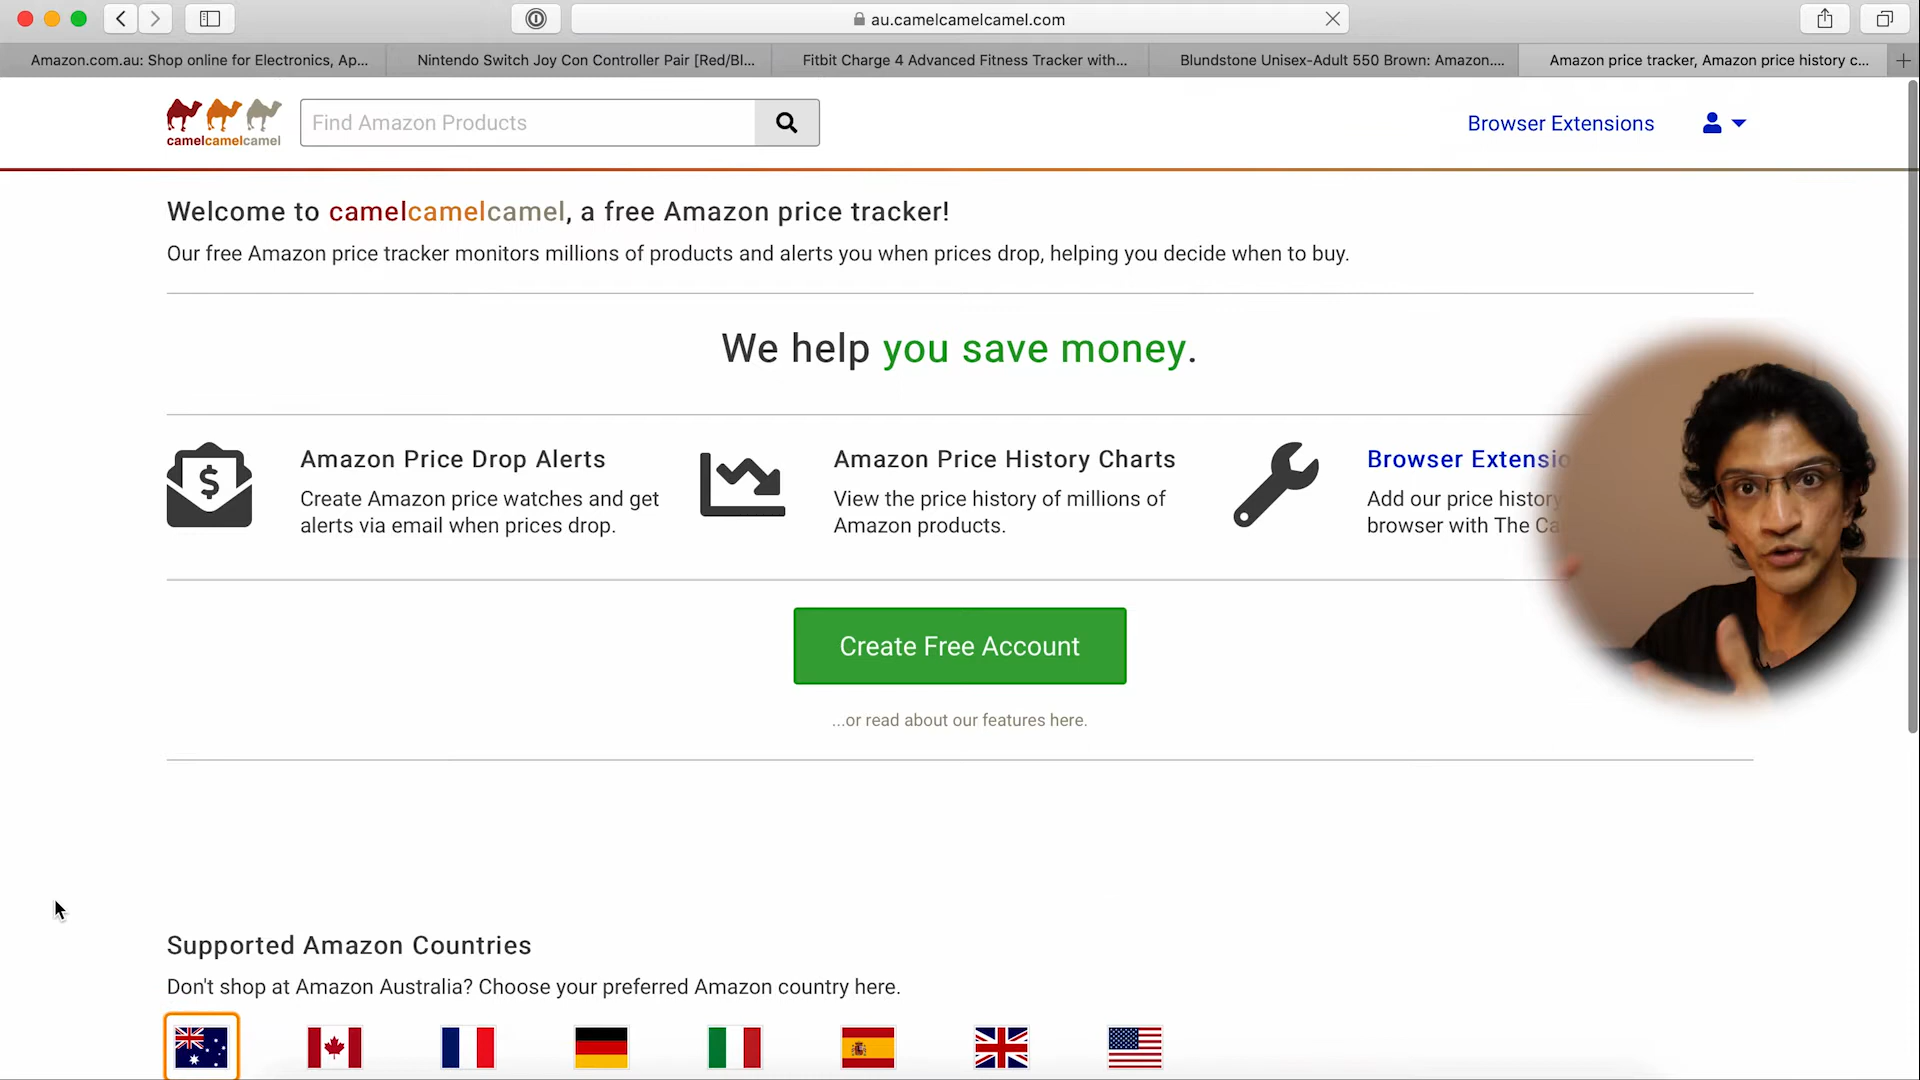 au.camelcamelcamel.com
Amazon.com.au: Shop online for Electronics, Ap...
Nintendo Switch Joy Con Controller Pair [Red/Bl...
Fitbit Charge 4 Advanced Fitness Tracker with...
Blundstone Unisex-Adult 550 Brown: Amazon....
Amazon price tracker, Amazon price history c...
camelcamelcamel
Find Amazon Products
Browser Extensions
Welcome to camelcamelcamel, a free Amazon price tracker!
Our free Amazon price tracker monitors millions of products and alerts you when prices drop, helping you decide when to buy.
We help you save money.
$
Amazon Price Drop Alerts
Create Amazon price watches and get
alerts via email when prices drop.
Amazon Price History Charts
View the price history of millions of
Amazon products.
Browser Extensio
Add our price history
browser with The Ca
Create Free Account
...or read about our features here.
Supported Amazon Countries
Don't shop at Amazon Australia? Choose your preferred Amazon country here.